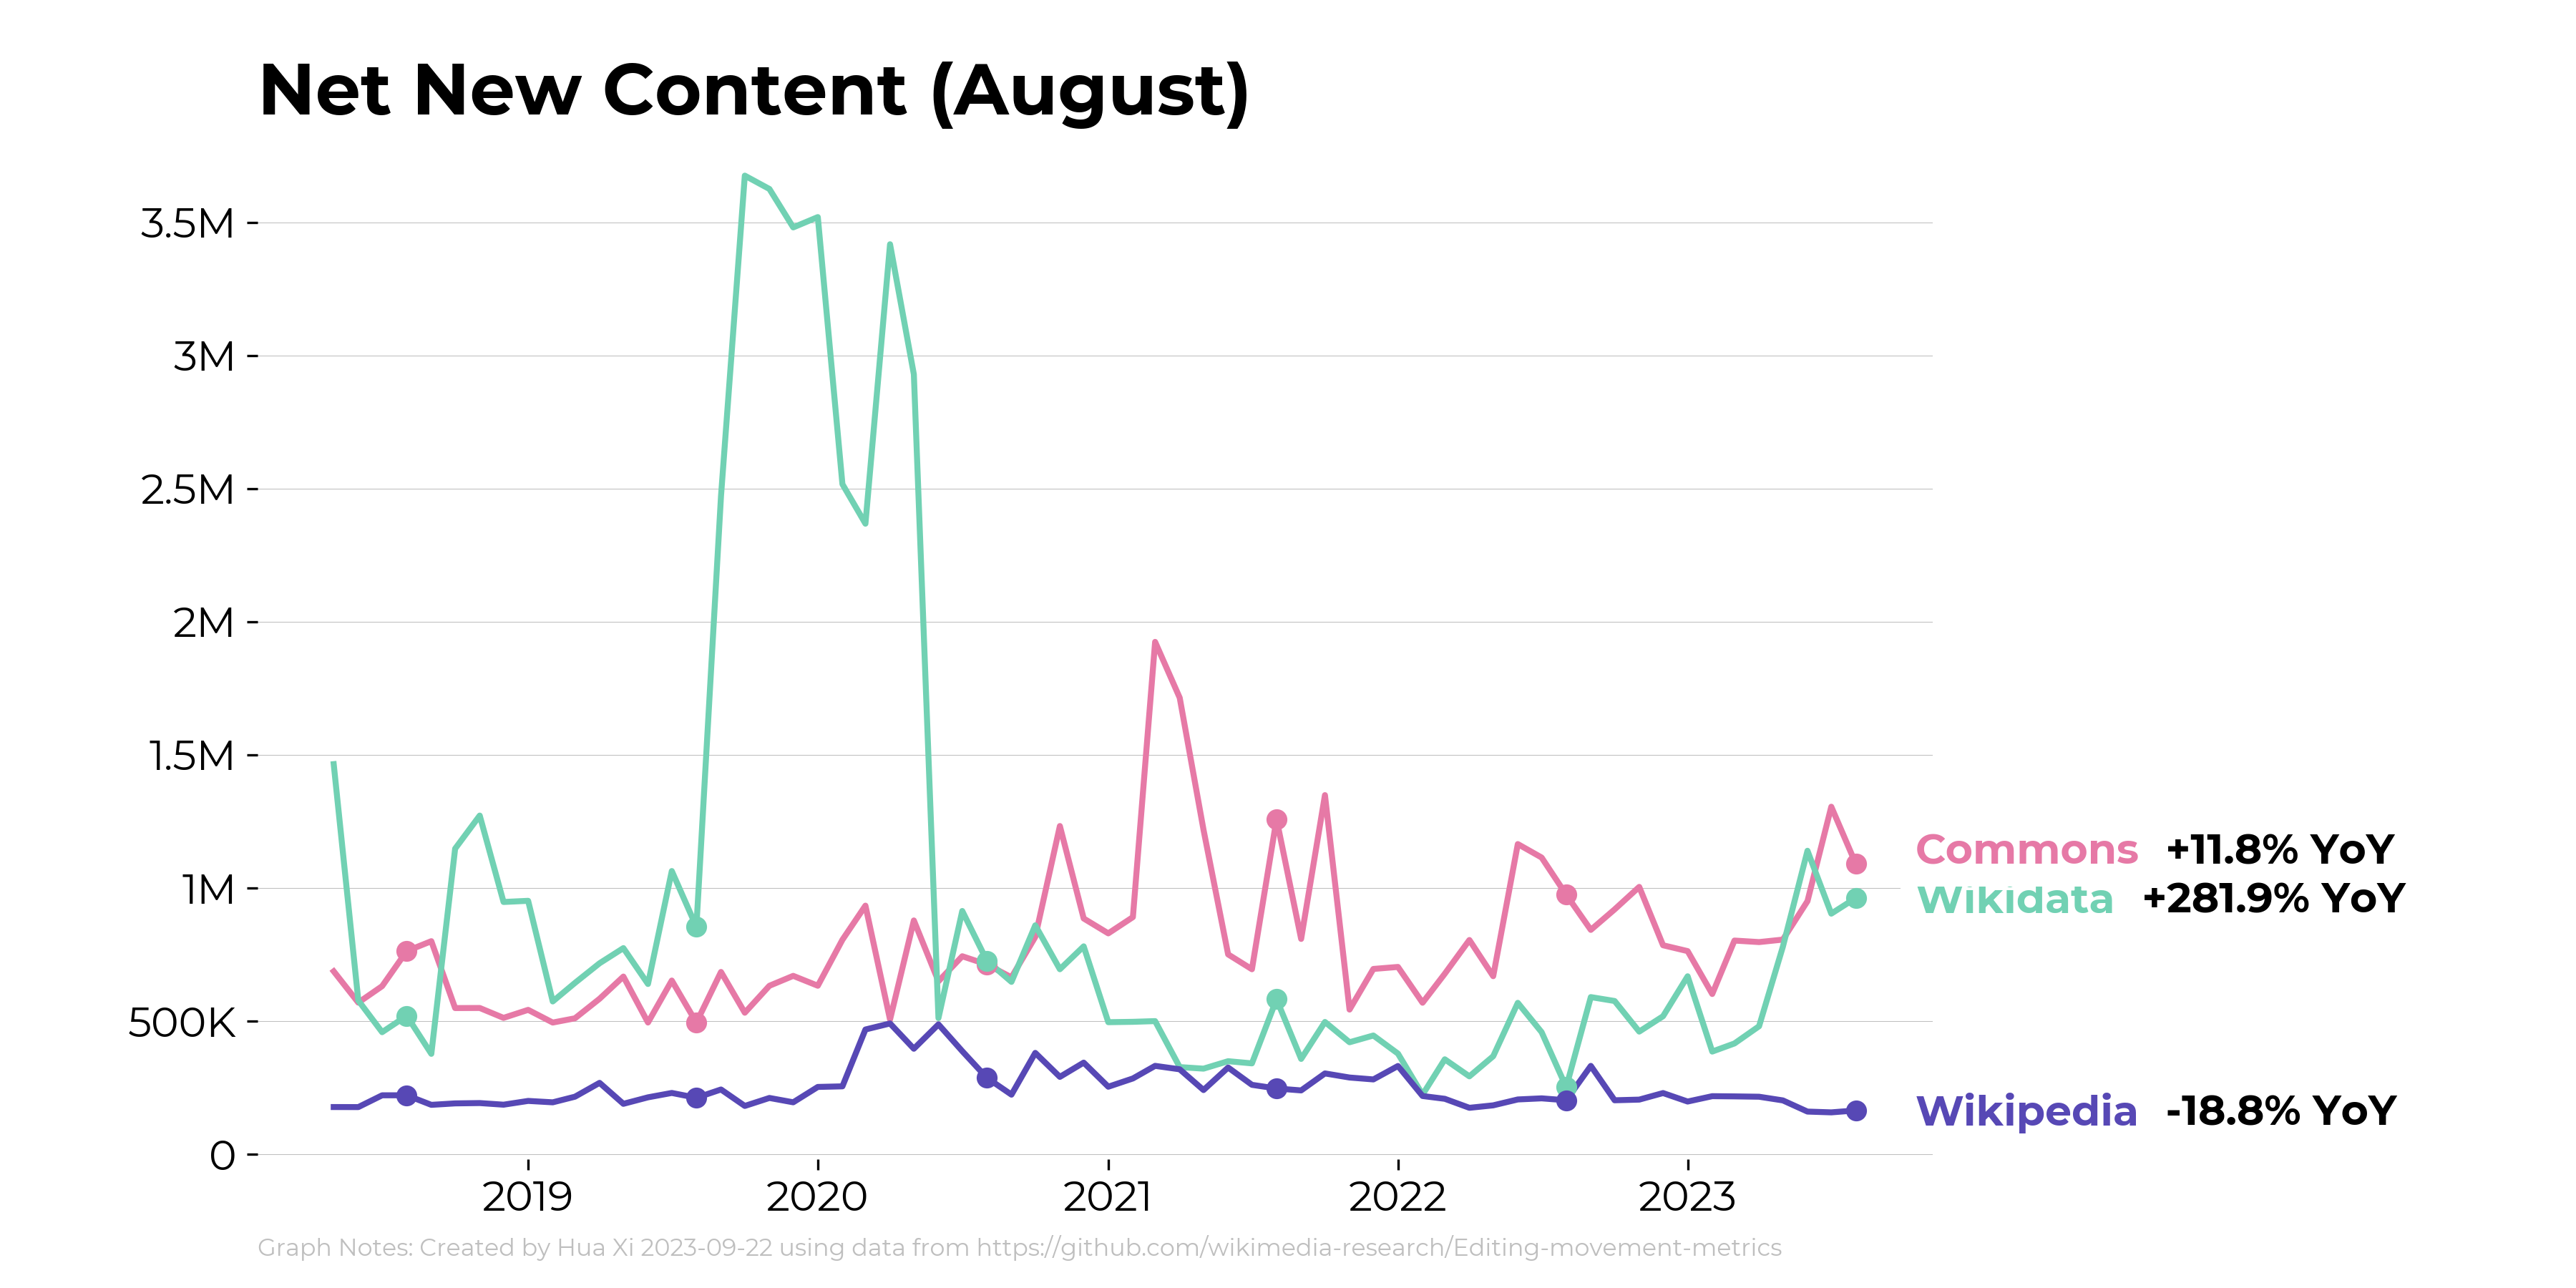 Net New Content (August)
3.5M
3M
2.5M
2M
1.5M
1M
500K
0
Commons +11.8% YoY
Wikidata +281.9% YoY
Wikipedia -18.8% YoY
2019 2020 2021 2022 2023
Graph Notes: Created by Hua Xi 2023-09-22 using data from https://github.com/wikimedia-research/Editing-movement-metrics